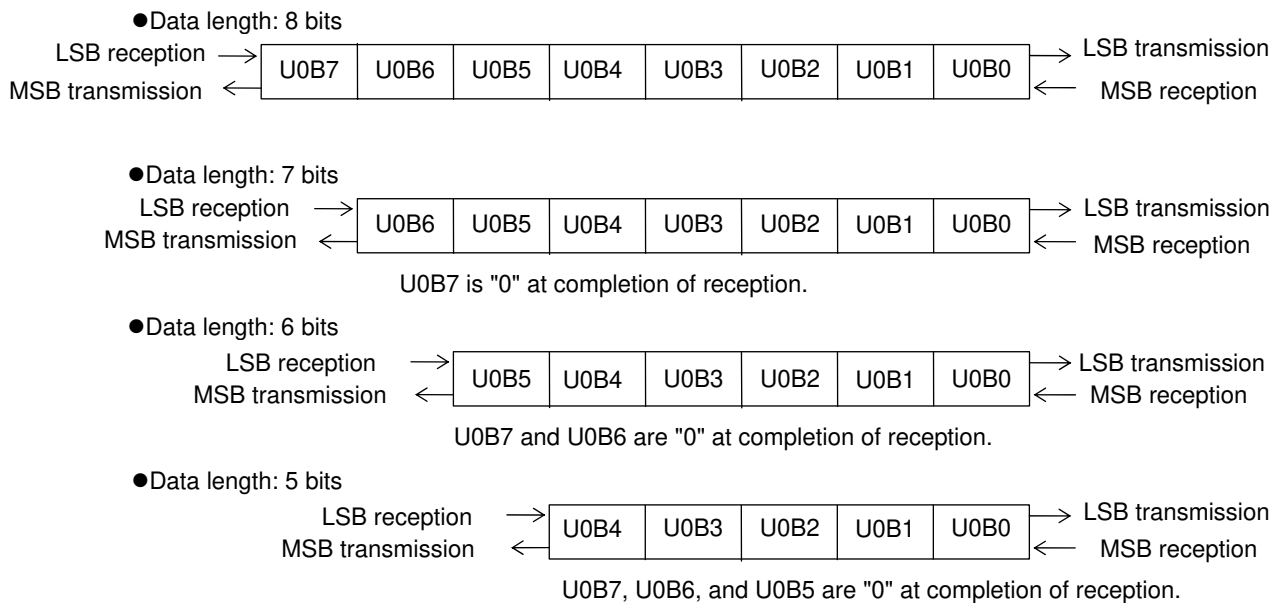 ●Data length: 8 bits
LSB reception
MSB transmission
U0B7 U0B6 U0B5 U0B4 U0B3 U0B2 U0B1 U0B0
LSB transmission
MSB reception
●Data length: 7 bits
LSB reception
MSB transmission
U0B6 U0B5 U0B4 U0B3 U0B2 U0B1 U0B0
LSB transmission
MSB reception
U0B7 is "0" at completion of reception.
●Data length: 6 bits
LSB reception
MSB transmission
U0B5 U0B4 U0B3 U0B2 U0B1 U0B0
LSB transmission
MSB reception
U0B7 and U0B6 are "0" at completion of reception.
●Data length: 5 bits
LSB reception
MSB transmission
U0B4 U0B3 U0B2 U0B1 U0B0
LSB transmission
MSB reception
U0B7, U0B6, and U0B5 are "0" at completion of reception.